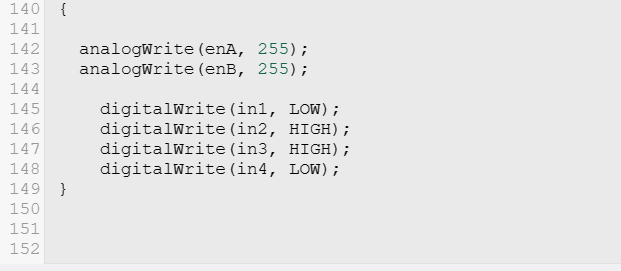 140 {
141
142 analogWrite(enA, 255);
143 analogWrite(enB, 255);
144
145 digitalWrite(in1, LOW);
146 digitalWrite(in2, HIGH);
147 digitalWrite(in3, HIGH);
148 digitalWrite(in4, LOW);
149 }
150
151
152